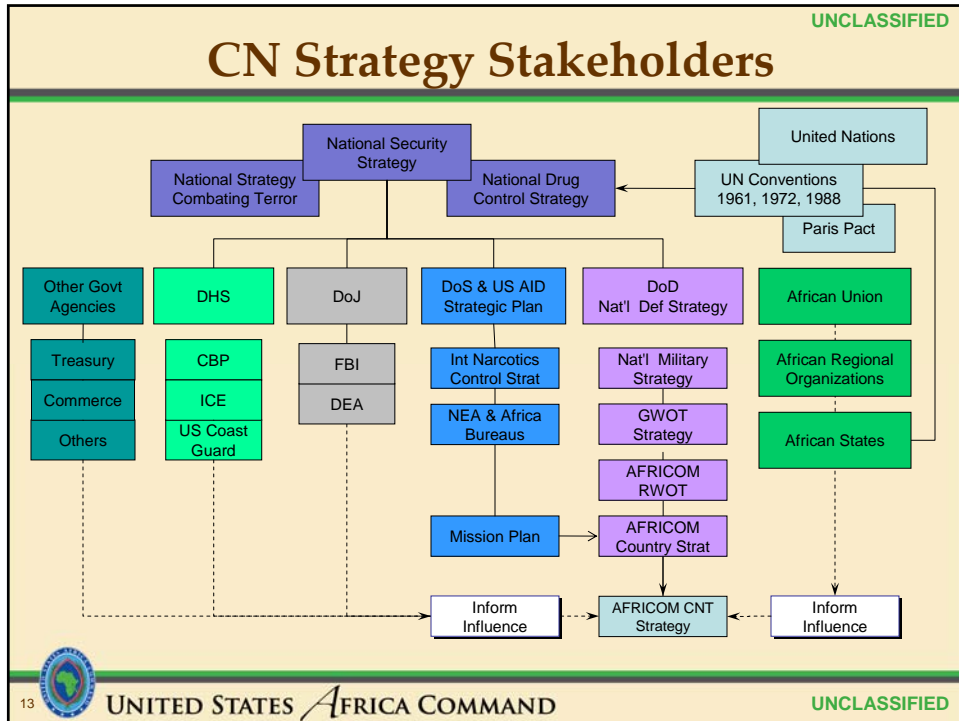 UNCLASSIFIED
CN Strategy Stakeholders
National Security
Strategy
National Strategy
Combating Terror
National Drug
Control Strategy
United Nations
UN Conventions
1961, 1972, 1988
Paris Pact
Other Govt
Agencies
DHS
DoJ
DoS & US AID
Strategic Plan
DoD
Nat'l Def Strategy
African Union
Treasury
Commerce
Others
CBP
ICE
US Coast
Guard
FBI
DEA
Int Narcotics
Control Strat
NEA & Africa
Bureaus
Mission Plan
Nat'l Military
Strategy
GWOT
Strategy
AFRICOM
RWOT
AFRICOM
Country Strat
African Regional
Organizations
African States
Inform
Influence
AFRICOM CNT
Strategy
Inform
Influence
13
UNITED STATES AFRICA COMMAND
UNCLASSIFIED